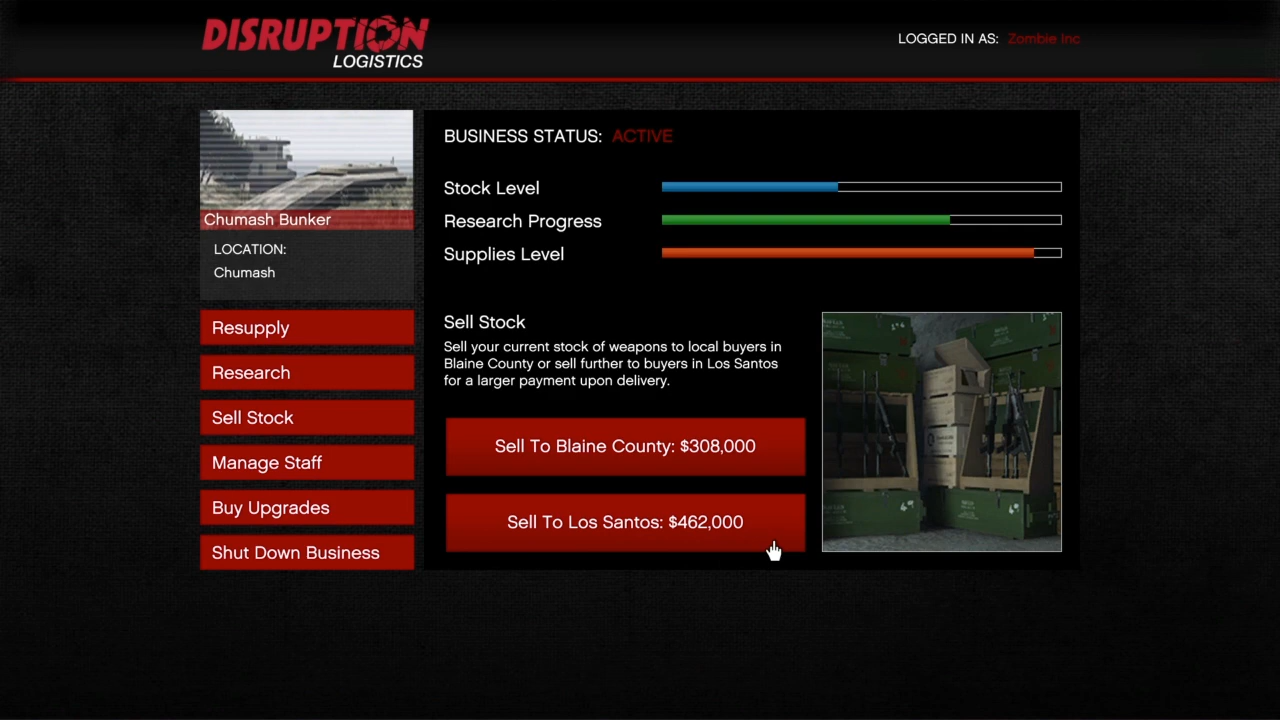 DISRUPTION
LOGISTICS
LOGGED IN AS: Zombie Inc
Chumash Bunker
LOCATION:
Chumash
Resupply
Research
Sell Stock
Manage Staff
Buy Upgrades
Shut Down Business
BUSINESS STATUS: ACTIVE
Stock Level
Research Progress
Supplies Level
Sell Stock
Sell your current stock of weapons to local buyers in
Blaine County or sell further to buyers in Los Santos
for a larger payment upon delivery.
Sell To Blaine County: $308,000
Sell To Los Santos: $462,000